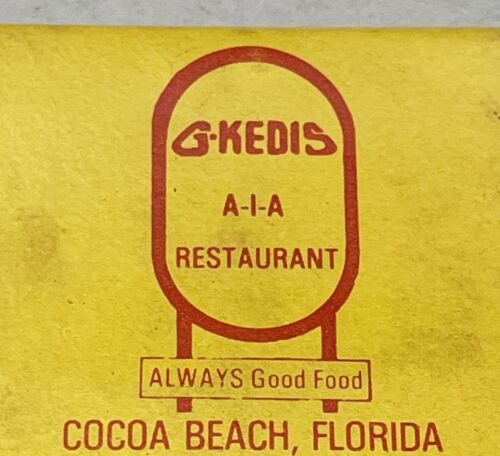 G·KEDIS
A-I-A
RESTAURANT
ALWAYS Good Food
COCOA BEACH, FLORIDA